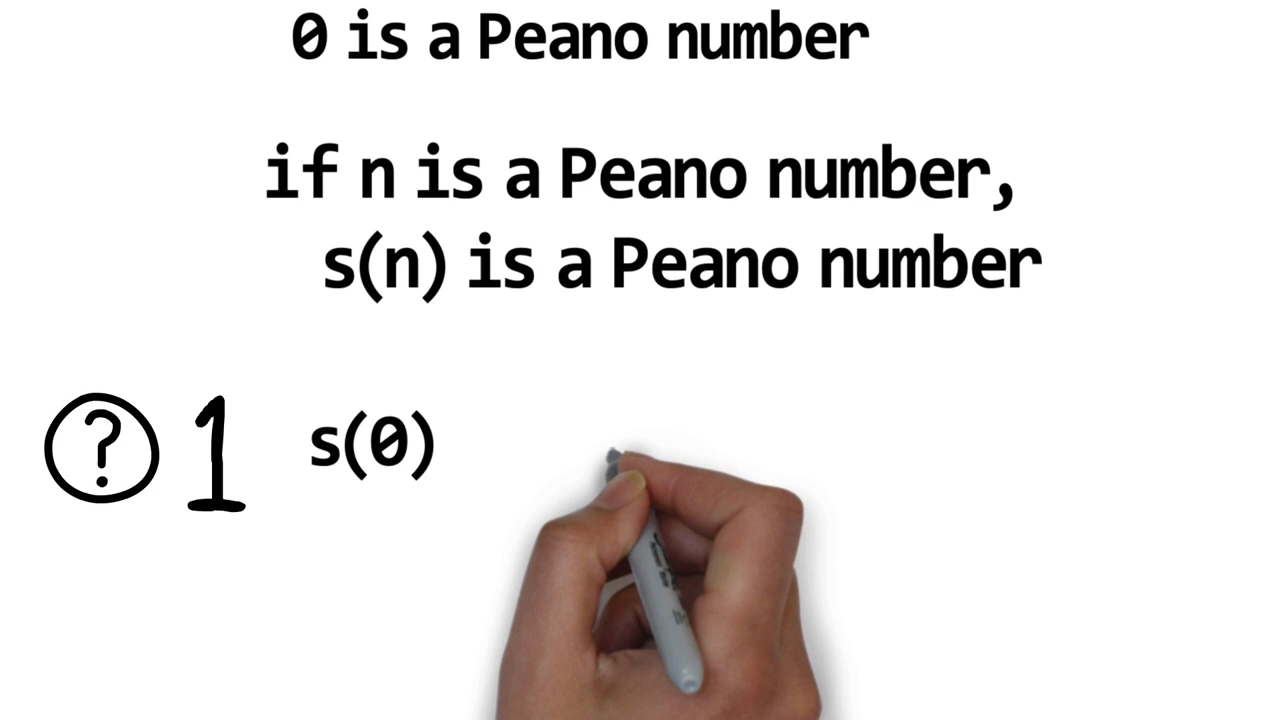 0 is a Peano number
if n is a Peano number,
s(n) is a Peano number
? 1 s(0)